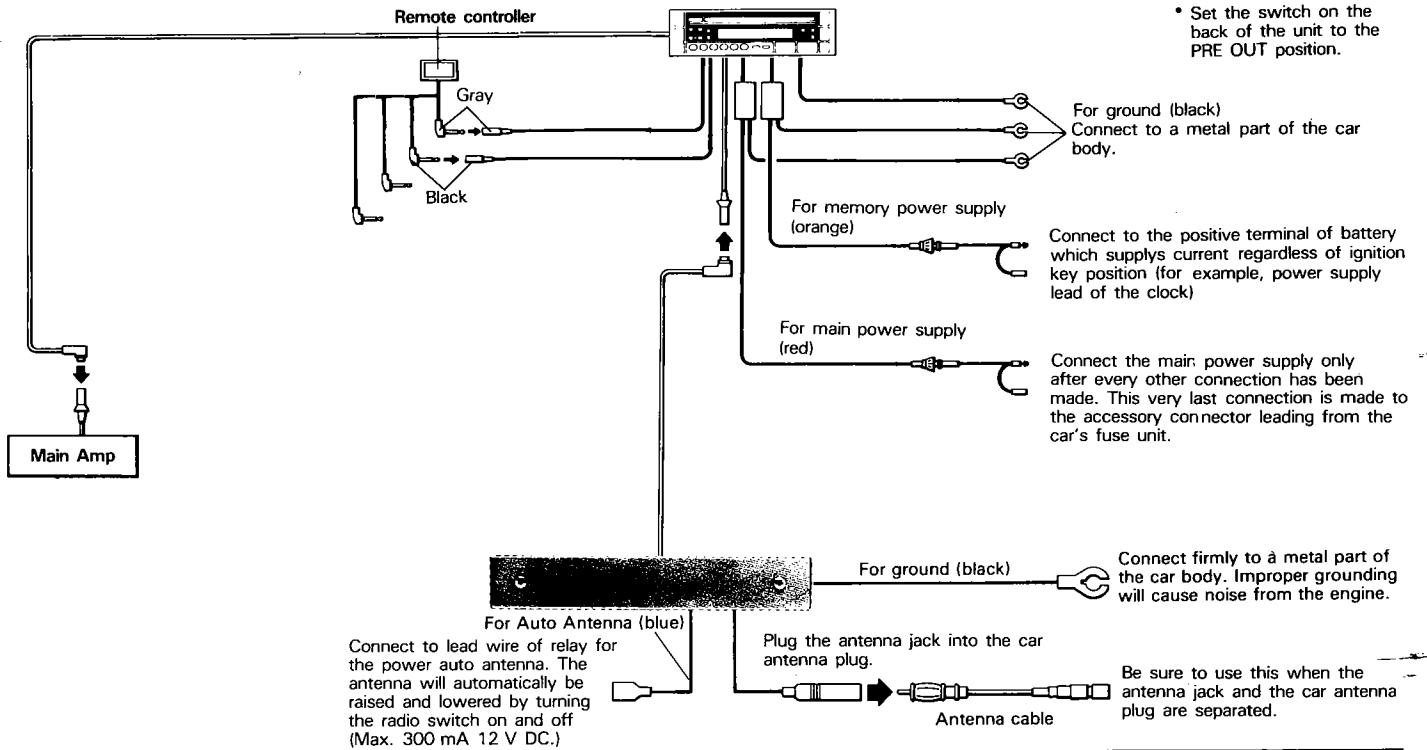 Remote controller
• Set the switch on the
back of the unit to the
PRE OUT position.
Gray
Black
For ground (black)
Connect to a metal part of the car
body.
For memory power supply
(orange)
Connect to the positive terminal of battery
which supplys current regardless of ignition
key position (for example, power supply
lead of the clock)
For main power supply
(red)
Connect the main power supply only
after every other connection has been
made. This very last connection is made to
the accessory connector leading from the
car's fuse unit.
Main Amp
For ground (black)
Connect firmly to a metal part of
the car body. Improper grounding
will cause noise from the engine.
For Auto Antenna (blue)
Connect to lead wire of relay for
the power auto antenna. The
antenna will automatically be
raised and lowered by turning
the radio switch on and off
(Max. 300 mA 12 V DC.)
Plug the antenna jack into the car
antenna plug.
Antenna cable
Be sure to use this when the
antenna jack and the car antenna
plug are separated.